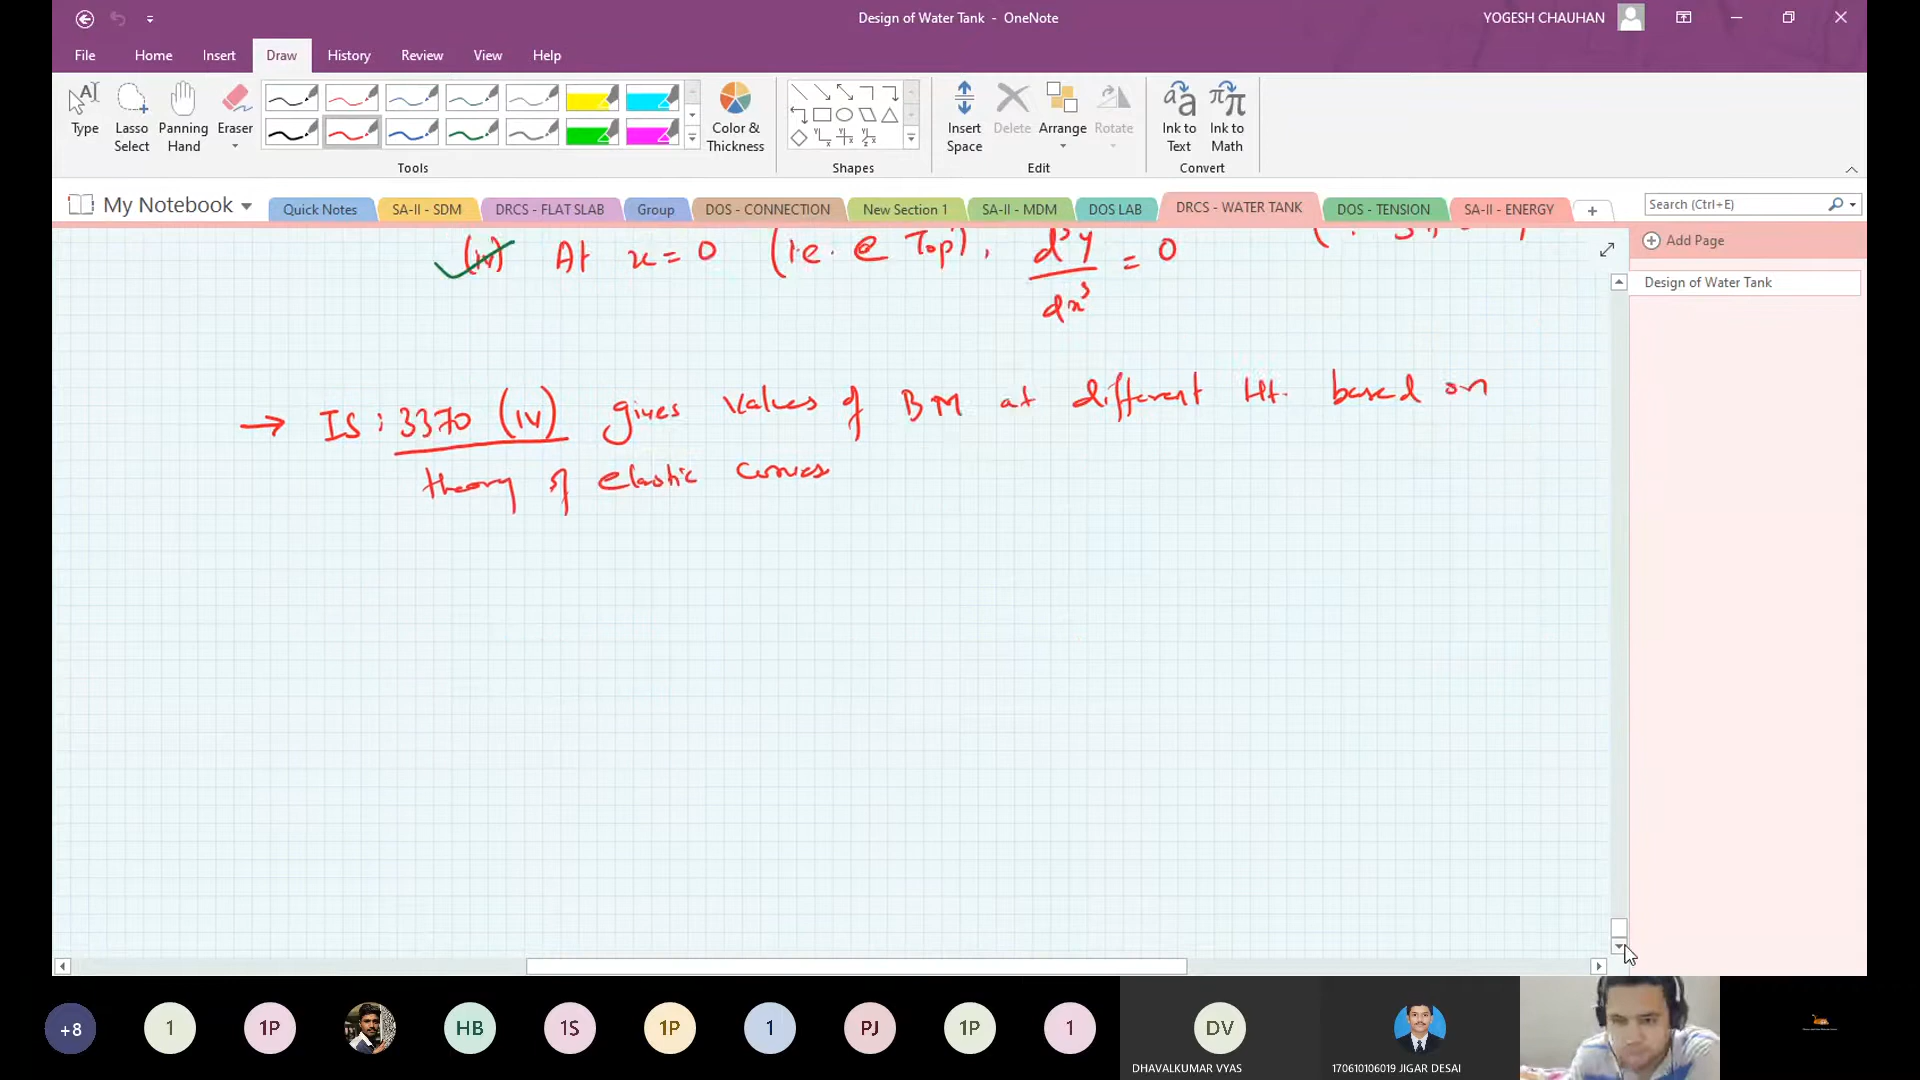 Design of Water Tank - OneNote
YOGESH CHAUHAN
File Home Insert Draw History Review View Help
Type
Lasso Select
Panning Hand
Eraser
Color & Thickness
Insert Space
Delete
Arrange
Rotate
Ink to Text
Ink to Math
Tools
Shapes
Edit
Convert
My Notebook
Quick Notes
SA-II - SDM
DRCS - FLAT SLAB
Group
DOS - CONNECTION
New Section 1
SA-II - MDM
DOS LAB
DRCS - WATER TANK
DOS - TENSION
SA-II - ENERGY
Search (Ctrl+E)
Add Page
Design of Water Tank
(iv) At x = 0 (i.e. @ Top), d³y/dx³ = 0
→ IS : 3370 (IV) gives values of BM at different Ht. based on
theory of elastic curves
+8 1 1P HB 1S 1P 1 PJ 1P 1 DV
DHAVALKUMAR VYAS
170610106019 JIGAR DESAI